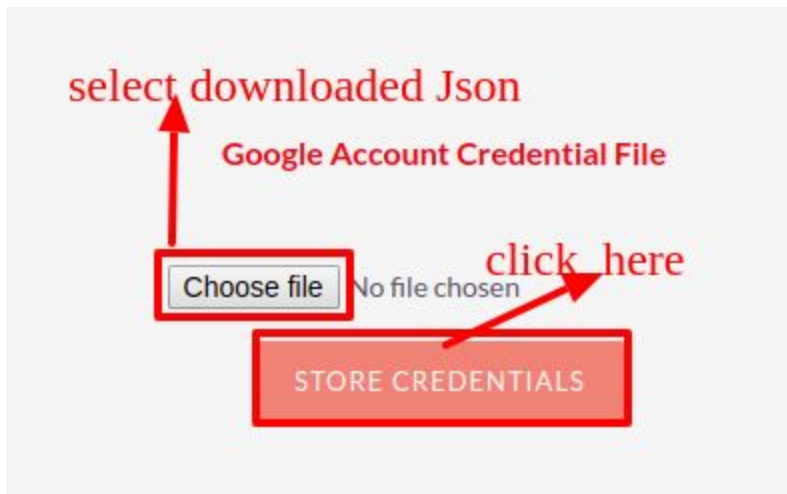 select downloaded Json
Google Account Credential File
click here
Choose file No file chosen
STORE CREDENTIALS